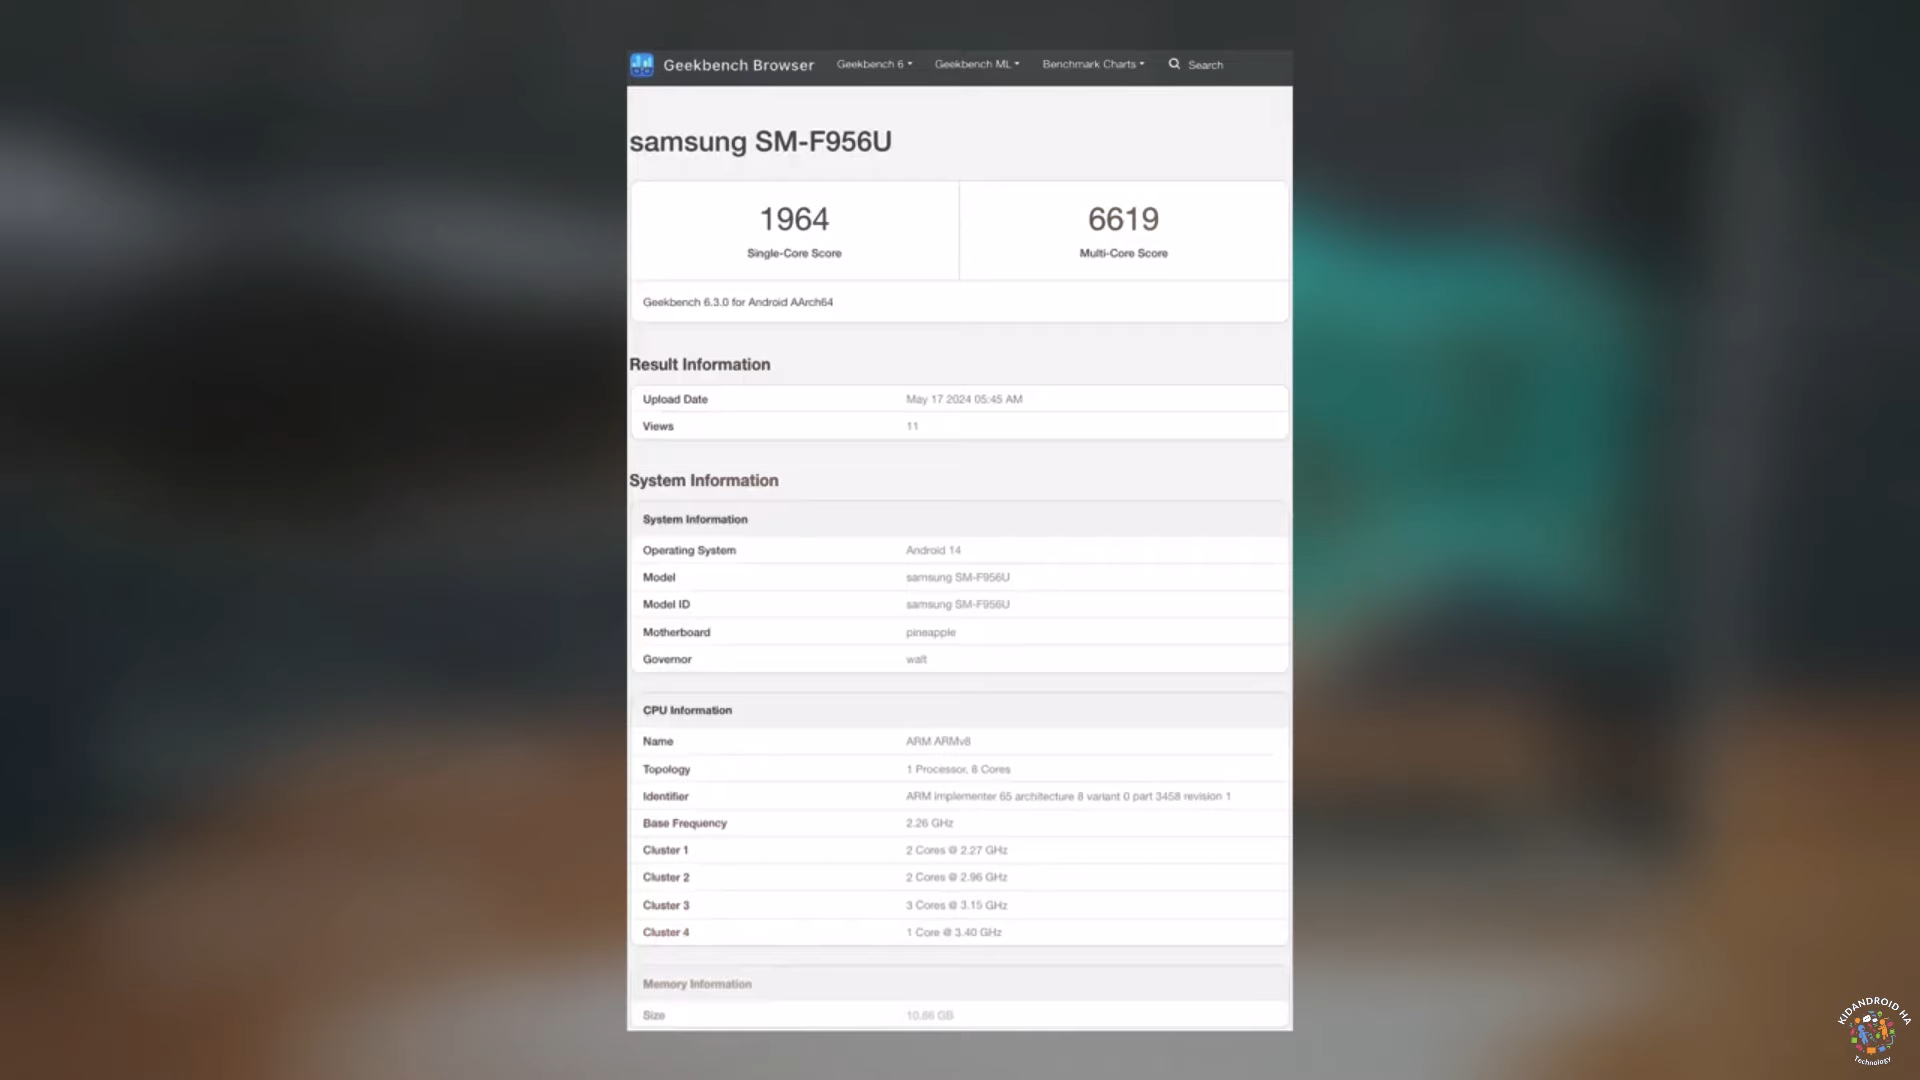 Geekbench Browser Geekbench 6 Geekbench ML Benchmark Charts Search
samsung SM-F956U
1964 6619
Single-Core Score Multi-Core Score
Geekbench 6.3.0 for Android AArch64
Result Information
Upload Date May 17 2024 05:45 AM
Views 11
System Information
System Information
Operating System Android 14
Model samsung SM-F956U
Model ID samsung SM-F956U
Motherboard pineapple
Governor walt
CPU Information
Name ARM ARMv8
Topology 1 Processor, 8 Cores
Identifier ARM implementer 65 architecture 8 variant 0 part 3458 revision 1
Base Frequency 2.26 GHz
Cluster 1 2 Cores @ 2.27 GHz
Cluster 2 2 Cores @ 2.96 GHz
Cluster 3 3 Cores @ 3.15 GHz
Cluster 4 1 Core @ 3.40 GHz
Memory Information
Size 10.86 GB
KIDANDROID HA
Technology